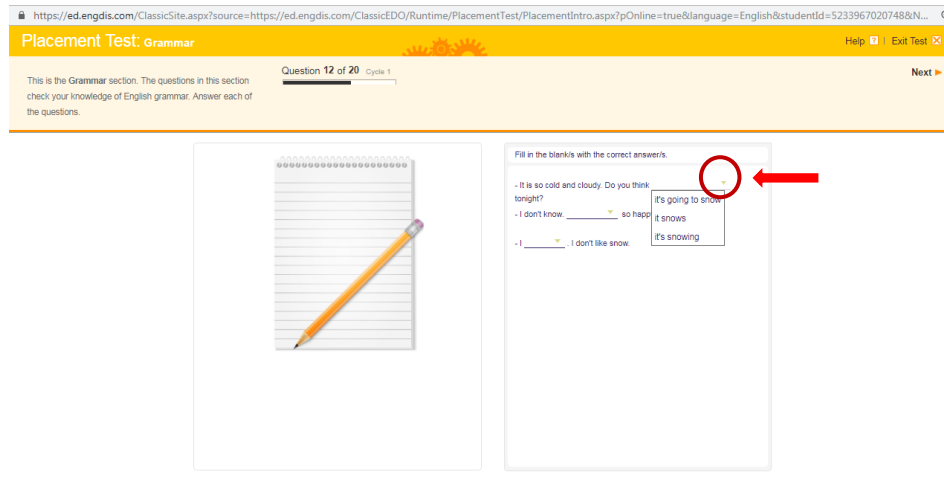 https://ed.engdis.com/ClassicSite.aspx?source=https://ed.engdis.com/ClassicEDO/Runtime/PlacementTest/PlacementIntro.aspx?pOnline=true&language=English&studentId=5233967020748&N...
Placement Test: Grammar
Help ? | Exit Test
This is the Grammar section. The questions in this section
check your knowledge of English grammar. Answer each of
the questions.
Question 12 of 20 Cycle 1
Next
Fill in the blank/s with the correct answer/s.
- It is so cold and cloudy. Do you think
tonight?
- I don't know. so happ
- I . I don't like snow.
it's going to snow
it snows
it's snowing